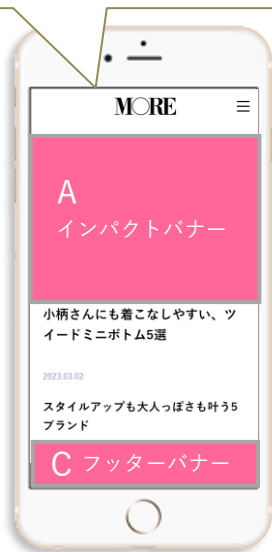 MORE
A
インパクトバナー
小柄さんにも着こなしやすい、ツ
イードミニボトム5選
2023.03.02
スタイルアップも大人っぽさも叶う5
ブランド
C フッターバナー